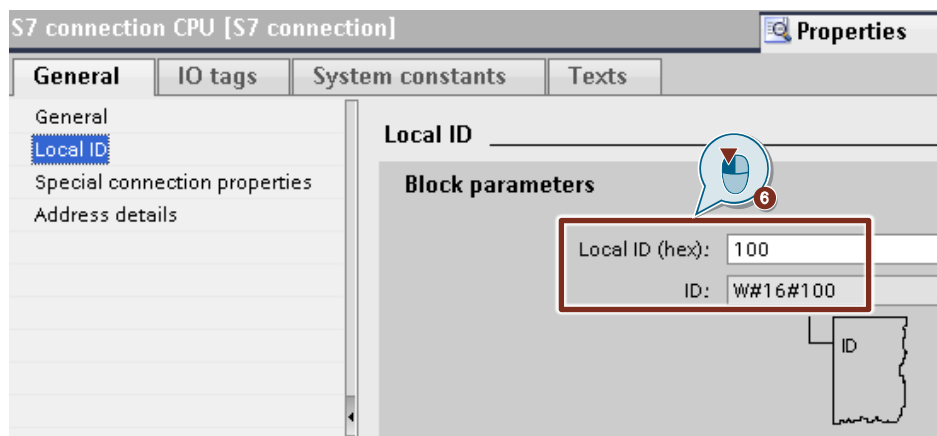 S7 connection CPU [S7 connection]
Properties
General
IO tags
System constants
Texts
General
Local ID
Special connection properties
Address details
Local ID
Block parameters
6
Local ID (hex): 100
ID: W#16#100
ID